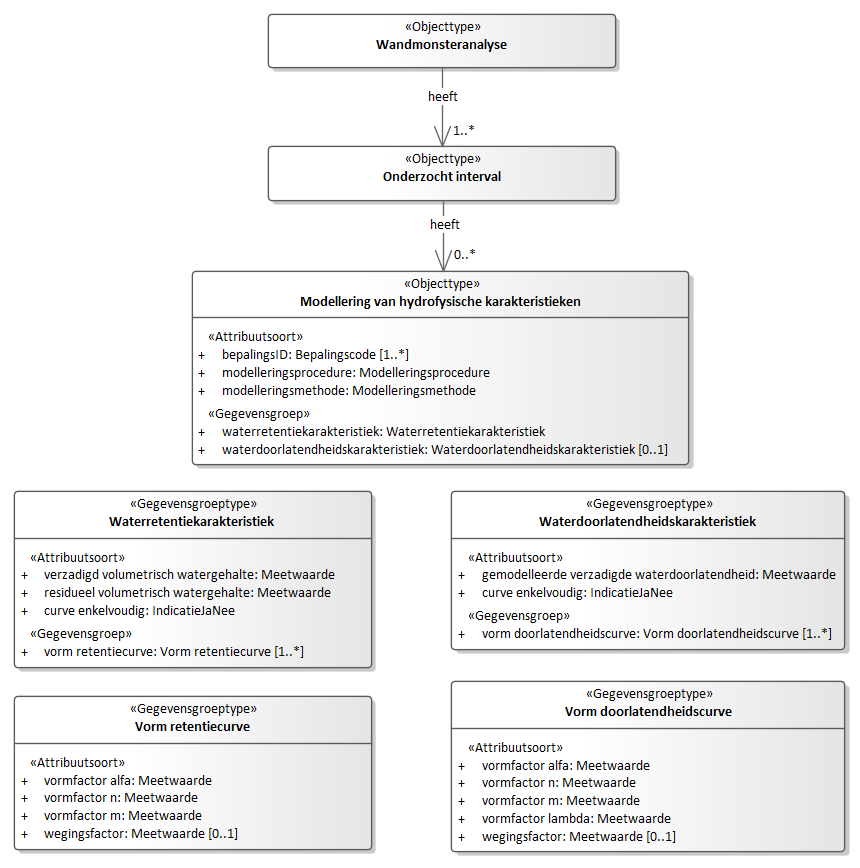 «Objecttype»
Wandmonsteranalyse
heeft
1..*
«Objecttype»
Onderzocht interval
heeft
0..*
«Objecttype»
Modellering van hydrofysische karakteristieken
«Attribuutsoort»
+ bepalingsID: Bepalingscode [1..*]
+ modelleringsprocedure: Modelleringsprocedure
+ modelleringsmethode: Modelleringsmethode
«Gegevensgroep»
+ waterretentiekarakteristiek: Waterretentiekarakteristiek
+ waterdoorlatendheidskarakteristiek: Waterdoorlatendheidskarakteristiek [0..1]
«Gegevensgroeptype»
Waterretentiekarakteristiek
«Attribuutsoort»
+ verzadigd volumetrisch watergehalte: Meetwaarde
+ residueel volumetrisch watergehalte: Meetwaarde
+ curve enkelvoudig: IndicatieJaNee
«Gegevensgroep»
+ vorm retentiecurve: Vorm retentiecurve [1..*]
«Gegevensgroeptype»
Waterdoorlatendheidskarakteristiek
«Attribuutsoort»
+ gemodelleerde verzadigde waterdoorlatendheid: Meetwaarde
+ curve enkelvoudig: IndicatieJaNee
«Gegevensgroep»
+ vorm doorlatendheidscurve: Vorm doorlatendheidscurve [1..*]
«Gegevensgroeptype»
Vorm retentiecurve
«Attribuutsoort»
+ vormfactor alfa: Meetwaarde
+ vormfactor n: Meetwaarde
+ vormfactor m: Meetwaarde
+ wegingsfactor: Meetwaarde [0..1]
«Gegevensgroeptype»
Vorm doorlatendheidscurve
«Attribuutsoort»
+ vormfactor alfa: Meetwaarde
+ vormfactor n: Meetwaarde
+ vormfactor m: Meetwaarde
+ vormfactor lambda: Meetwaarde
+ wegingsfactor: Meetwaarde [0..1]